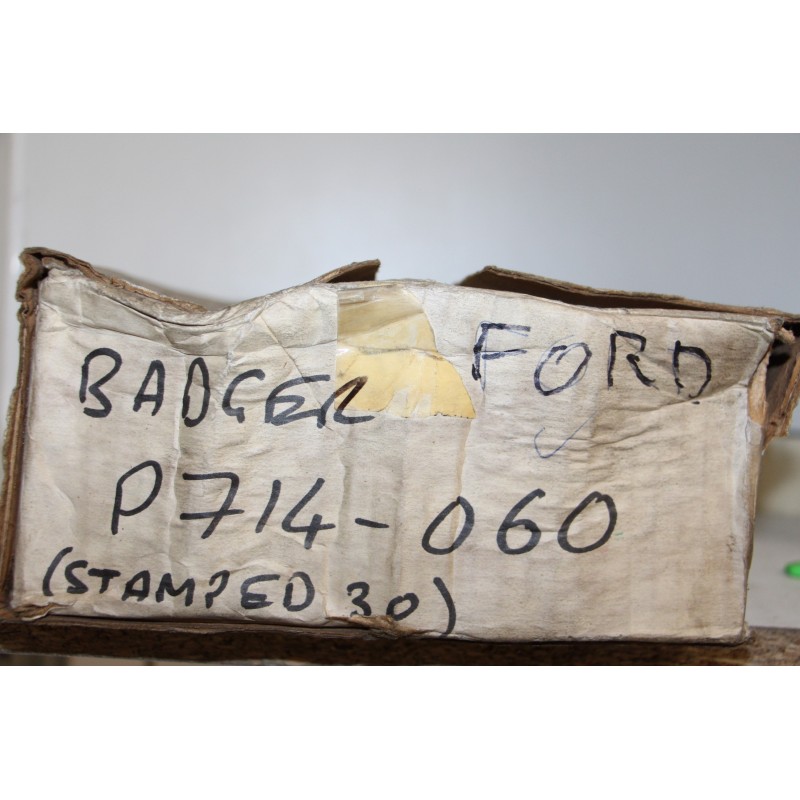 BADGER FORD
P714-060
(STAMPED 30)